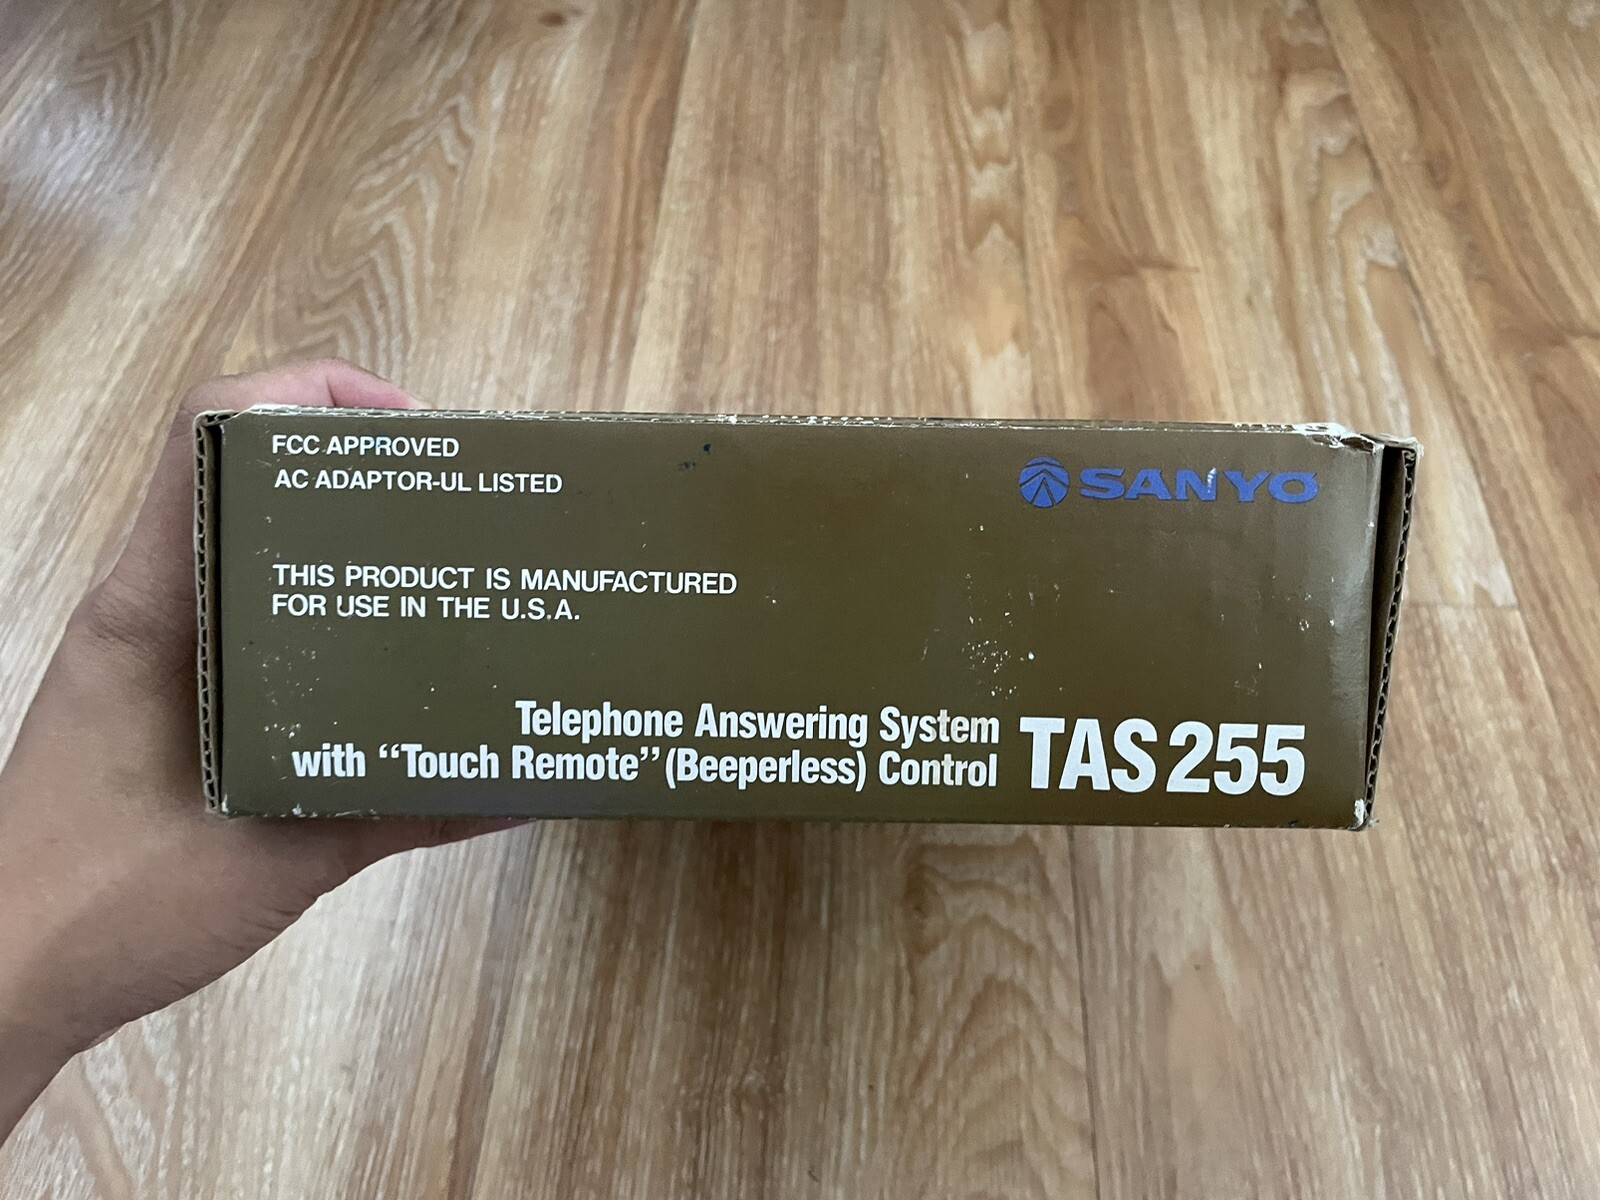 FCC APPROVED
AC ADAPTOR-UL LISTED
SANYO
THIS PRODUCT IS MANUFACTURED
FOR USE IN THE U.S.A.
Telephone Answering System
with “Touch Remote” (Beeperless) Control
TAS 255